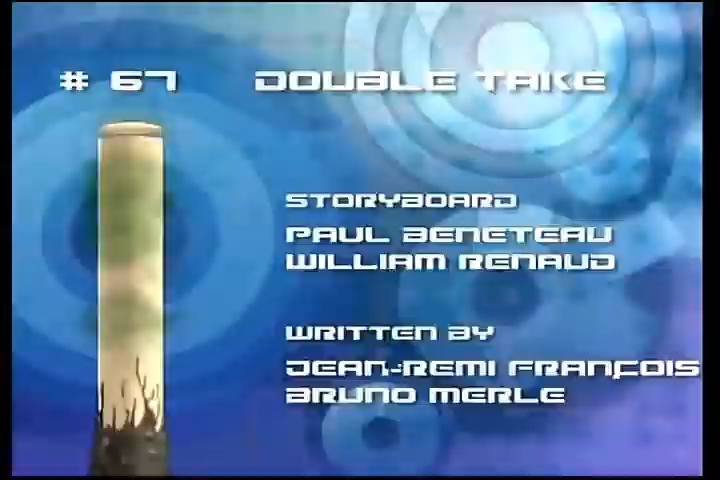 # 67 DOUBLE TAKE
STORYBOARD
PAUL BENETEAU
WILLIAM RENAUD
WRITTEN BY
JEAN-REMI FRANÇOIS
BRUNO MERLE